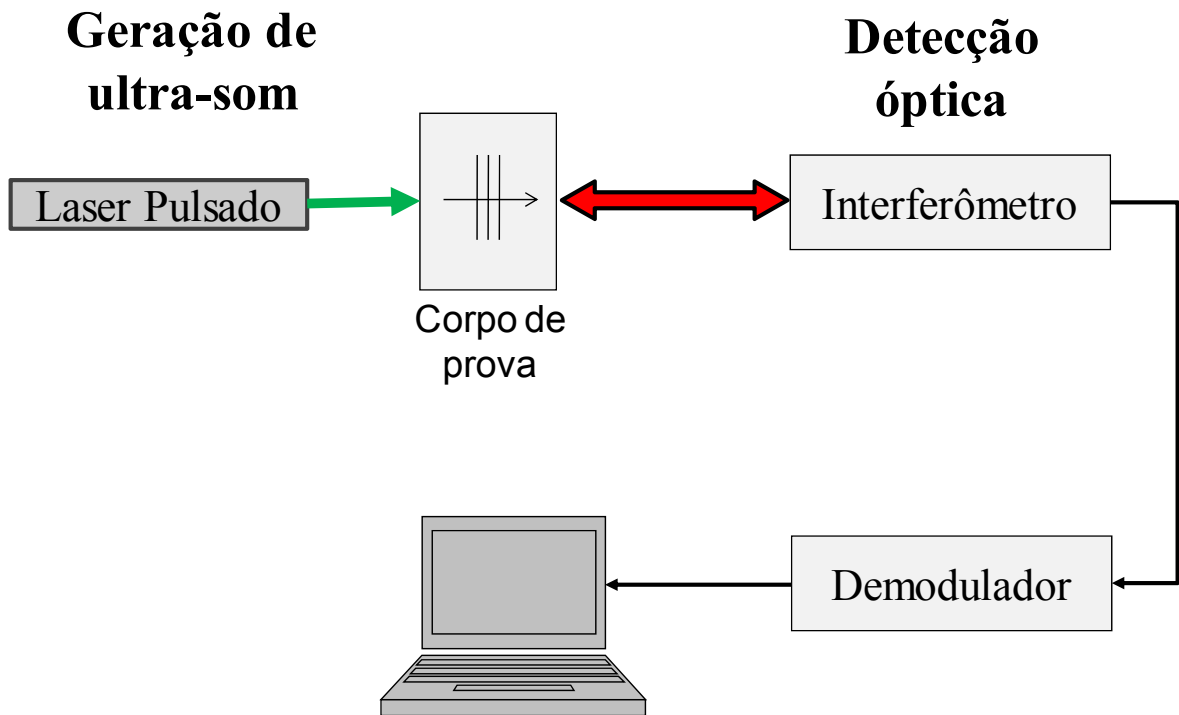 Geração de
ultra-som
Detecção
óptica
Laser Pulsado
Interferômetro
Corpo de
prova
Demodulador